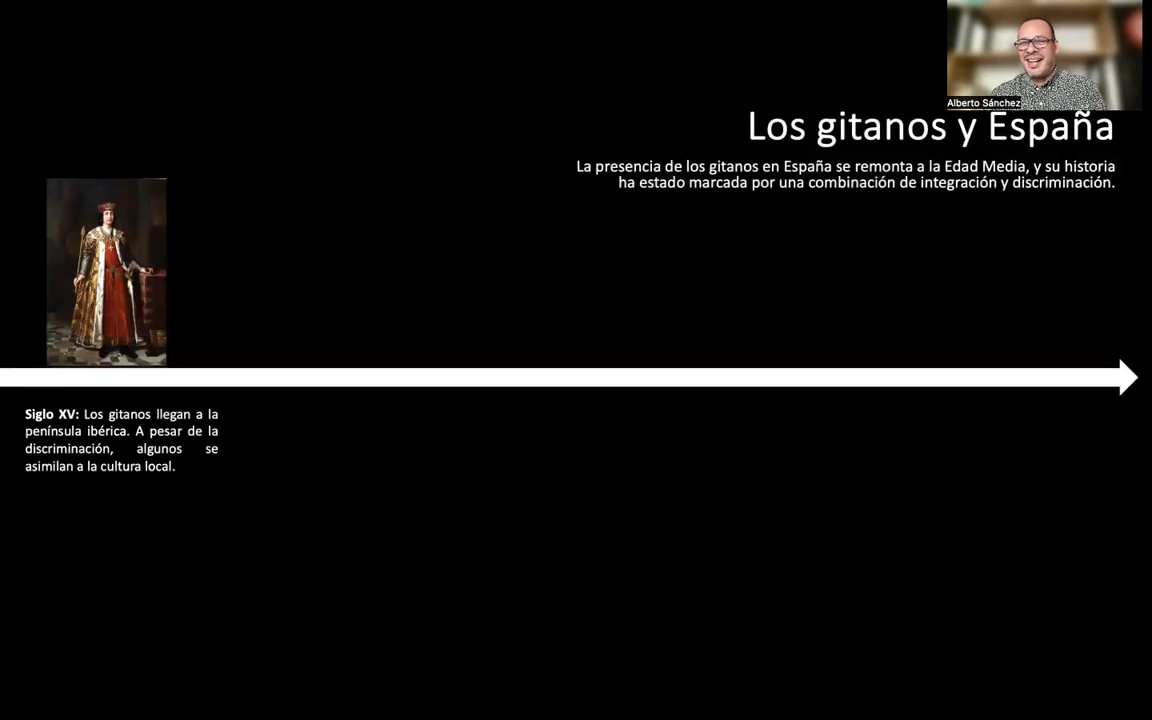 Alberto Sánchez
Los gitanos y España
La presencia de los gitanos en España se remonta a la Edad Media, y su historia
ha estado marcada por una combinación de integración y discriminación.
Siglo XV: Los gitanos llegan a la
península ibérica. A pesar de la
discriminación, algunos se
asimilan a la cultura local.